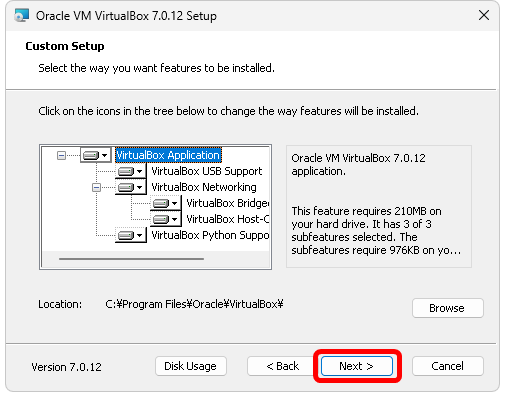 Oracle VM VirtualBox 7.0.12 Setup
Custom Setup
Select the way you want features to be installed.
Click on the icons in the tree below to change the way features will be installed.
VirtualBox Application
VirtualBox USB Support
VirtualBox Networking
VirtualBox Bridge
VirtualBox Host-C
VirtualBox Python Suppo
Oracle VM VirtualBox 7.0.12
application.
This feature requires 210MB on
your hard drive. It has 3 of 3
subfeatures selected. The
subfeatures require 976KB on yo...
Location: C:¥Program Files¥Oracle¥VirtualBox¥
Browse
Version 7.0.12
Disk Usage
< Back
Next >
Cancel